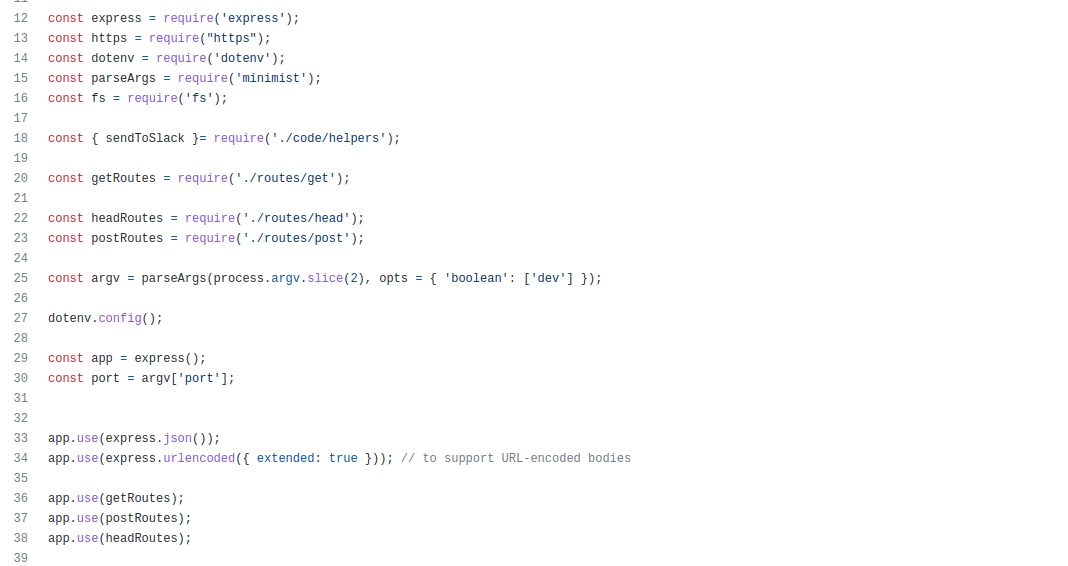 11
12 const express = require('express');
13 const https = require("https");
14 const dotenv = require('dotenv');
15 const parseArgs = require('minimist');
16 const fs = require('fs');
17
18 const { sendToSlack }= require('./code/helpers');
19
20 const getRoutes = require('./routes/get');
21
22 const headRoutes = require('./routes/head');
23 const postRoutes = require('./routes/post');
24
25 const argv = parseArgs(process.argv.slice(2), opts = { 'boolean': ['dev'] });
26
27 dotenv.config();
28
29 const app = express();
30 const port = argv['port'];
31
32
33 app.use(express.json());
34 app.use(express.urlencoded({ extended: true })); // to support URL-encoded bodies
35
36 app.use(getRoutes);
37 app.use(postRoutes);
38 app.use(headRoutes);
39